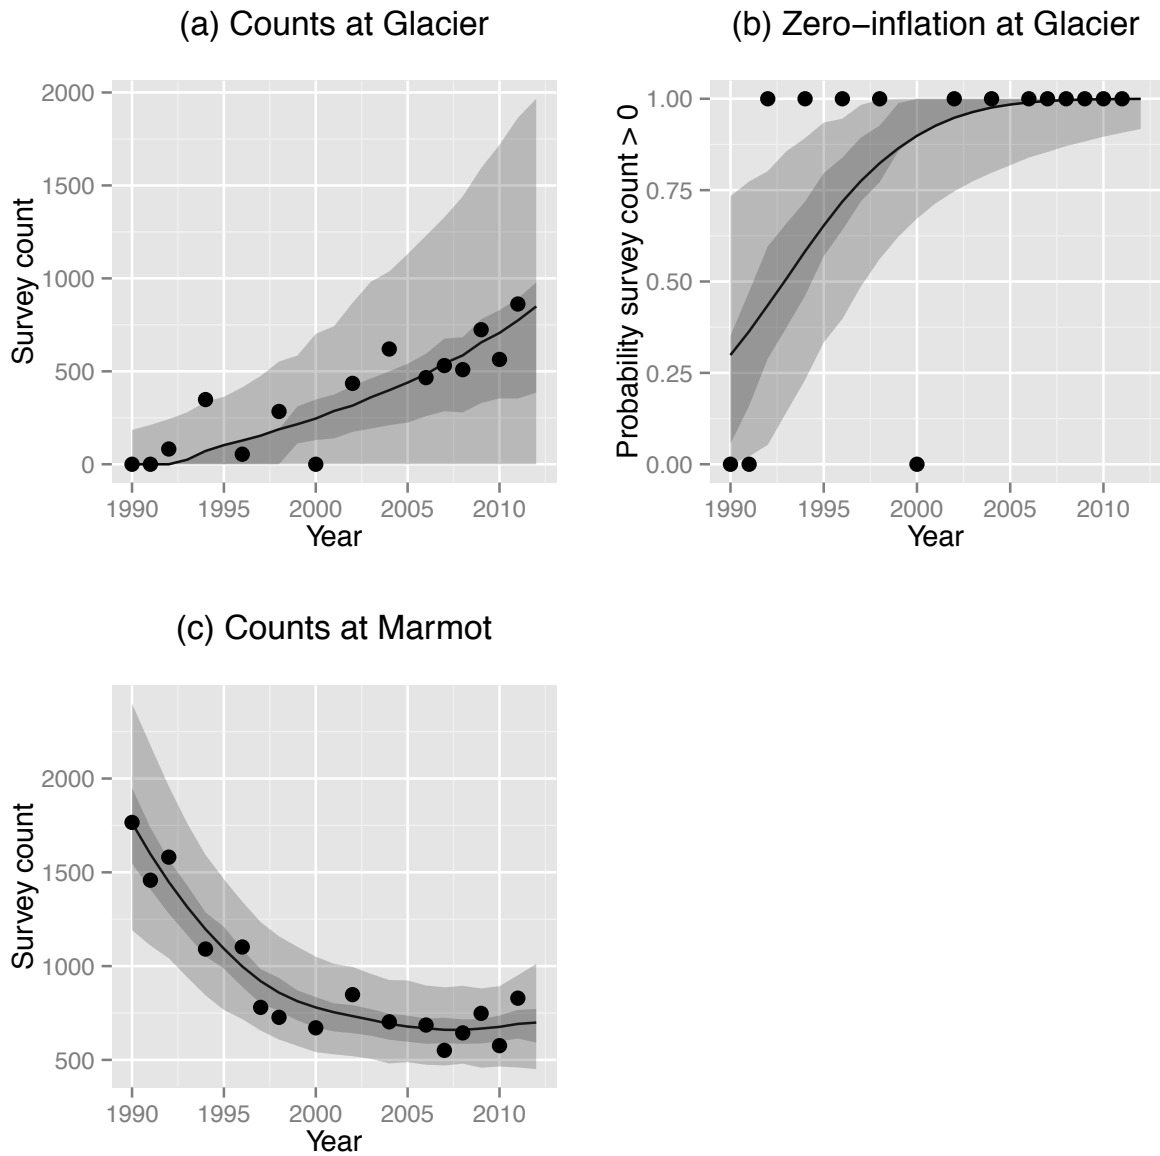 (a) Counts at Glacier
(b) Zero−inflation at Glacier
Survey count
2000
1500
1000
500
0
1990 1995 2000 2005 2010
Year
Probability survey count > 0
1.00
0.75
0.50
0.25
0.00
1990 1995 2000 2005 2010
Year
(c) Counts at Marmot
Survey count
2000
1500
1000
500
1990 1995 2000 2005 2010
Year